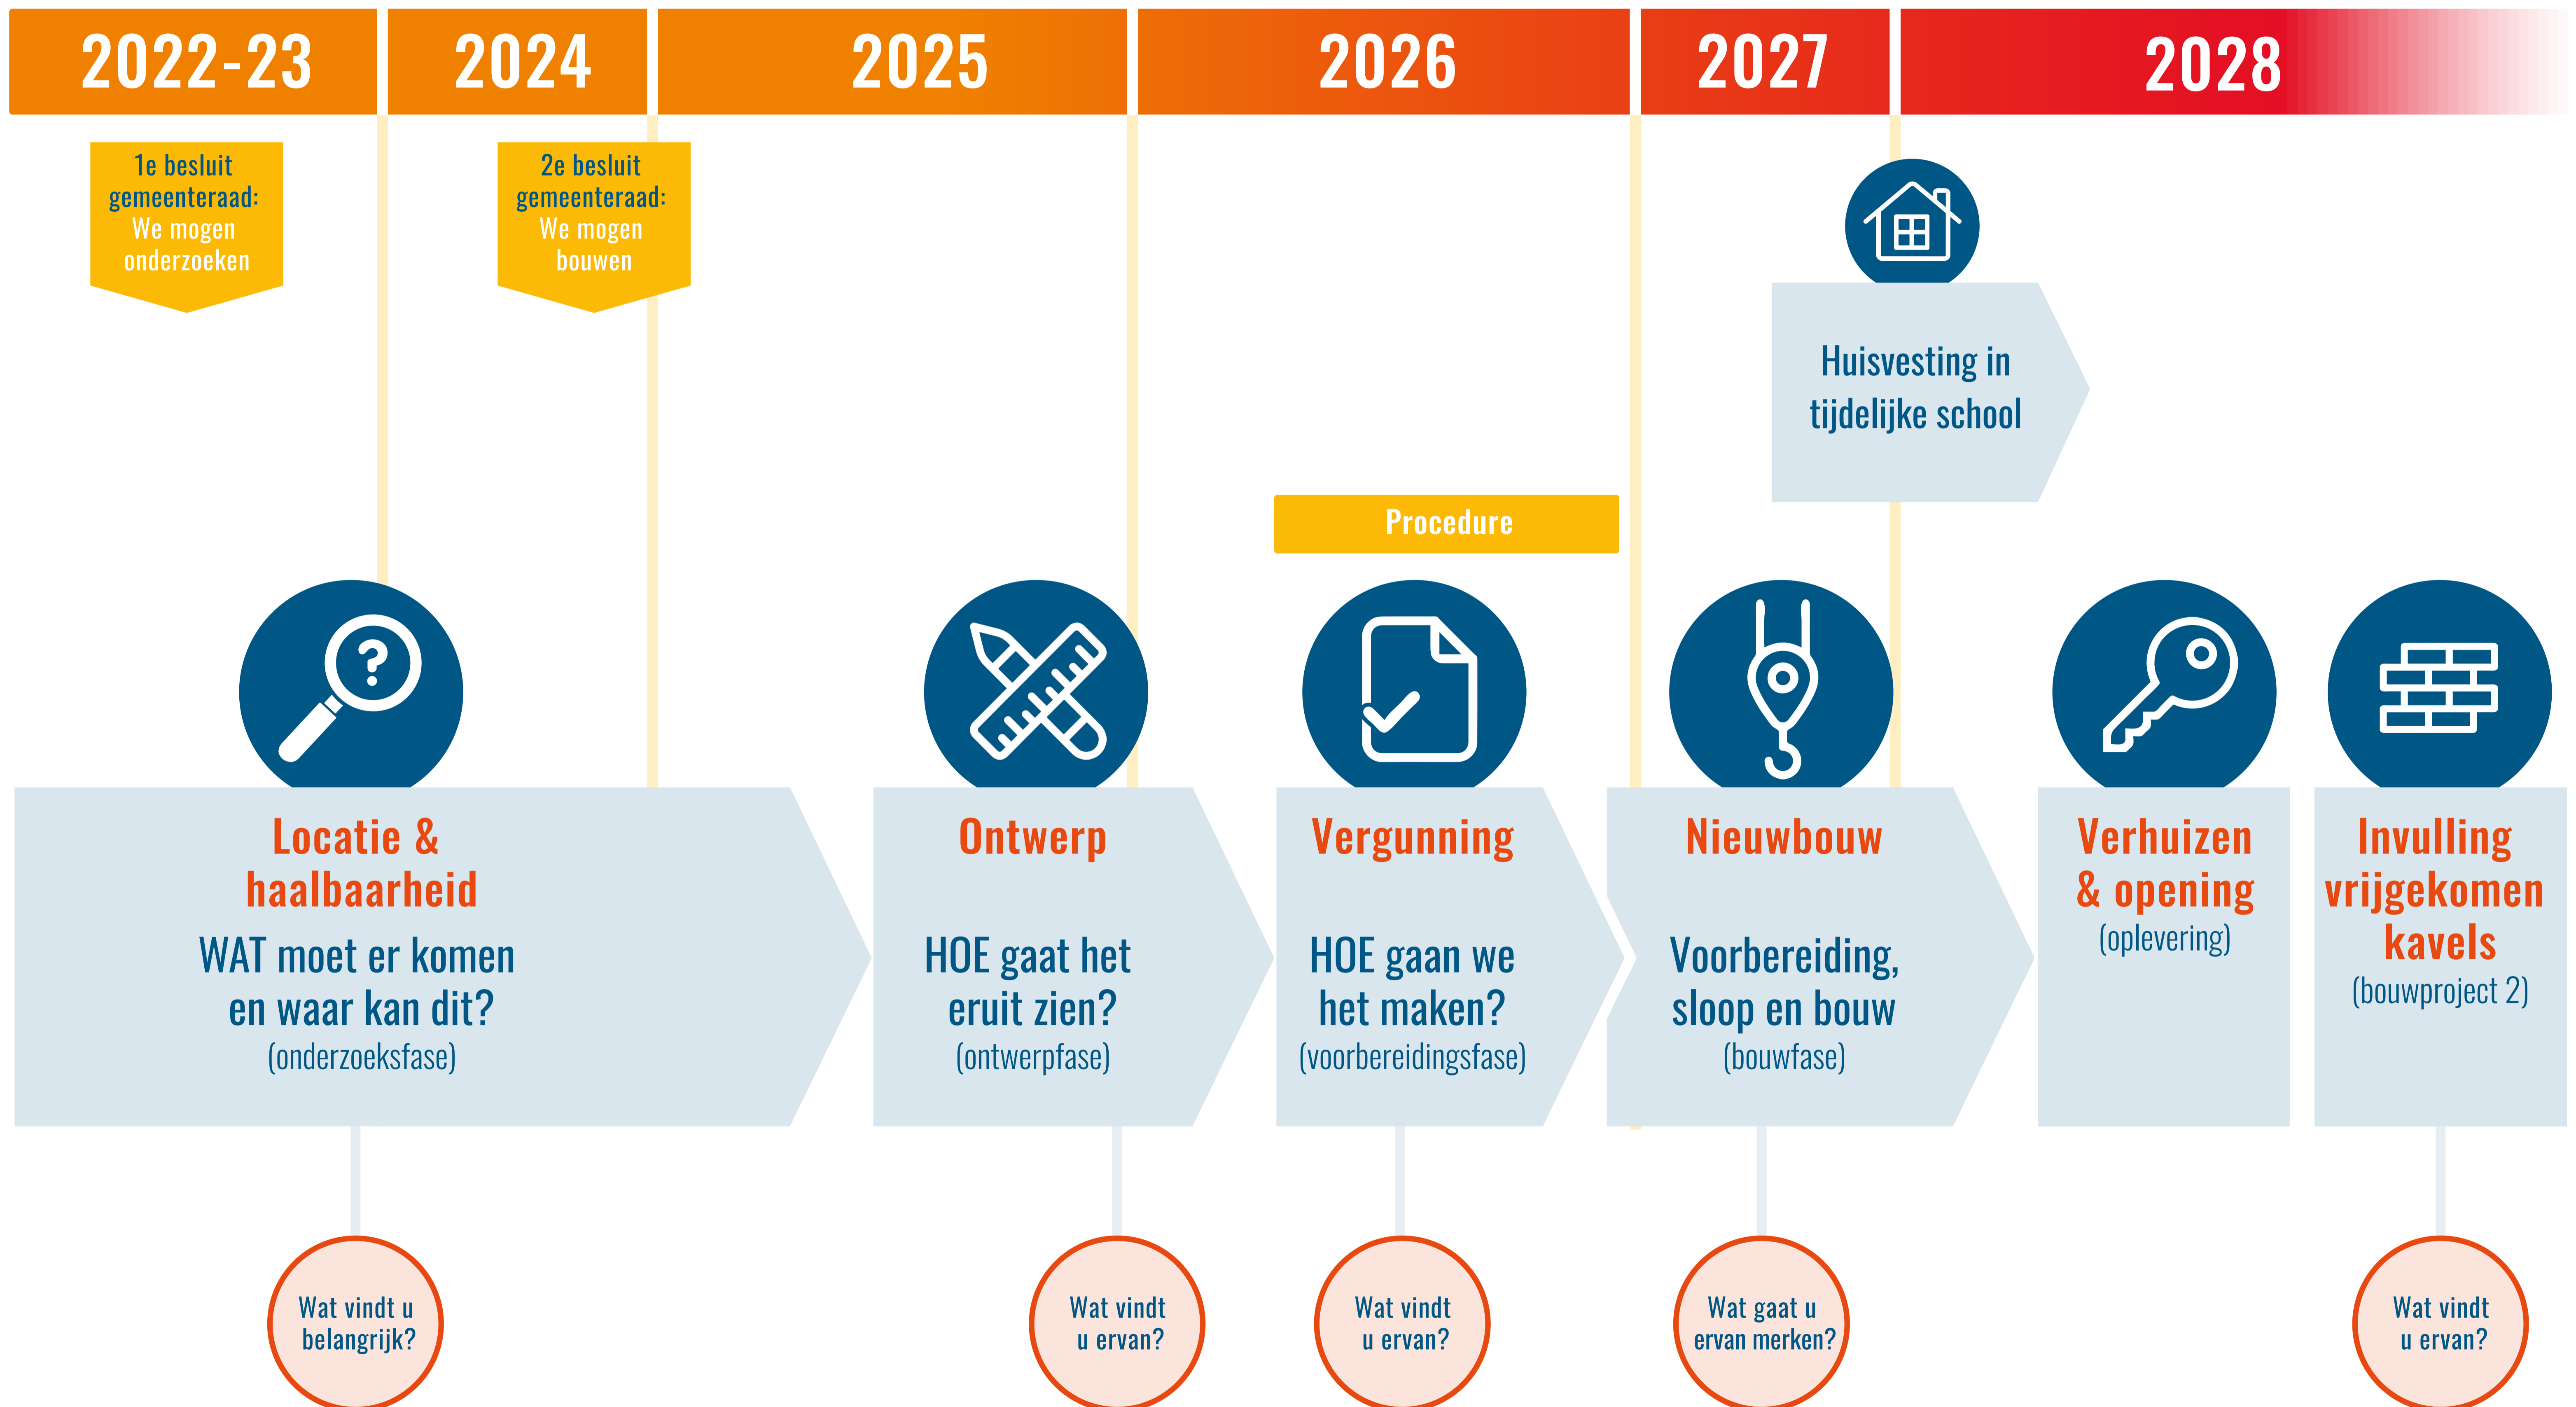 2022-23
2024
2025
2026
2027
2028
1e besluit
gemeenteraad:
We mogen
onderzoeken
2e besluit
gemeenteraad:
We mogen
bouwen
Huisvesting in
tijdelijke school
Procedure
?
Locatie &
haalbaarheid
WAT moet er komen
en waar kan dit?
(onderzoeksfase)
Ontwerp
HOE gaat het
eruit zien?
(ontwerpfase)
Vergunning
HOE gaan we
het maken?
(voorbereidingsfase)
Nieuwbouw
Voorbereiding,
sloop en bouw
(bouwfase)
Verhuizen
& opening
(oplevering)
Invulling
vrijgekomen
kavels
(bouwproject 2)
Wat vindt u
belangrijk?
Wat vindt
u ervan?
Wat vindt
u ervan?
Wat gaat u
ervan merken?
Wat vindt
u ervan?